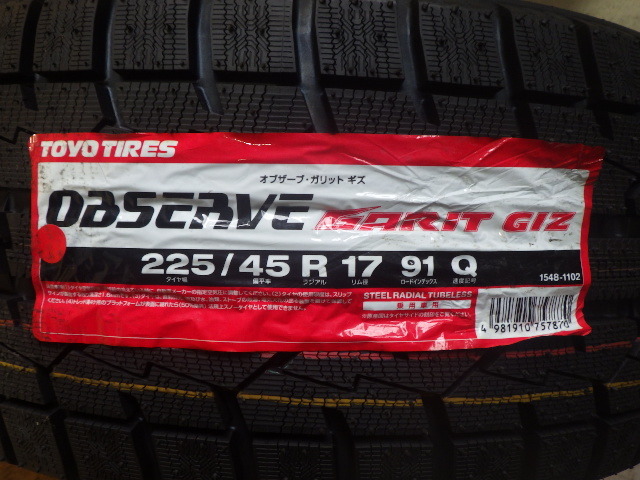 TOYO TIRES
オブザーブ・ガリット ギズ
OBSERVE GARIT GIZ
225/45 R 17 91 Q
タイヤ幅 偏平率 ラジアル リム径 ロードインデックス 速度記号
1548-1102
STEEL RADIAL TUBELESS
乗用車用
4 981910 757870